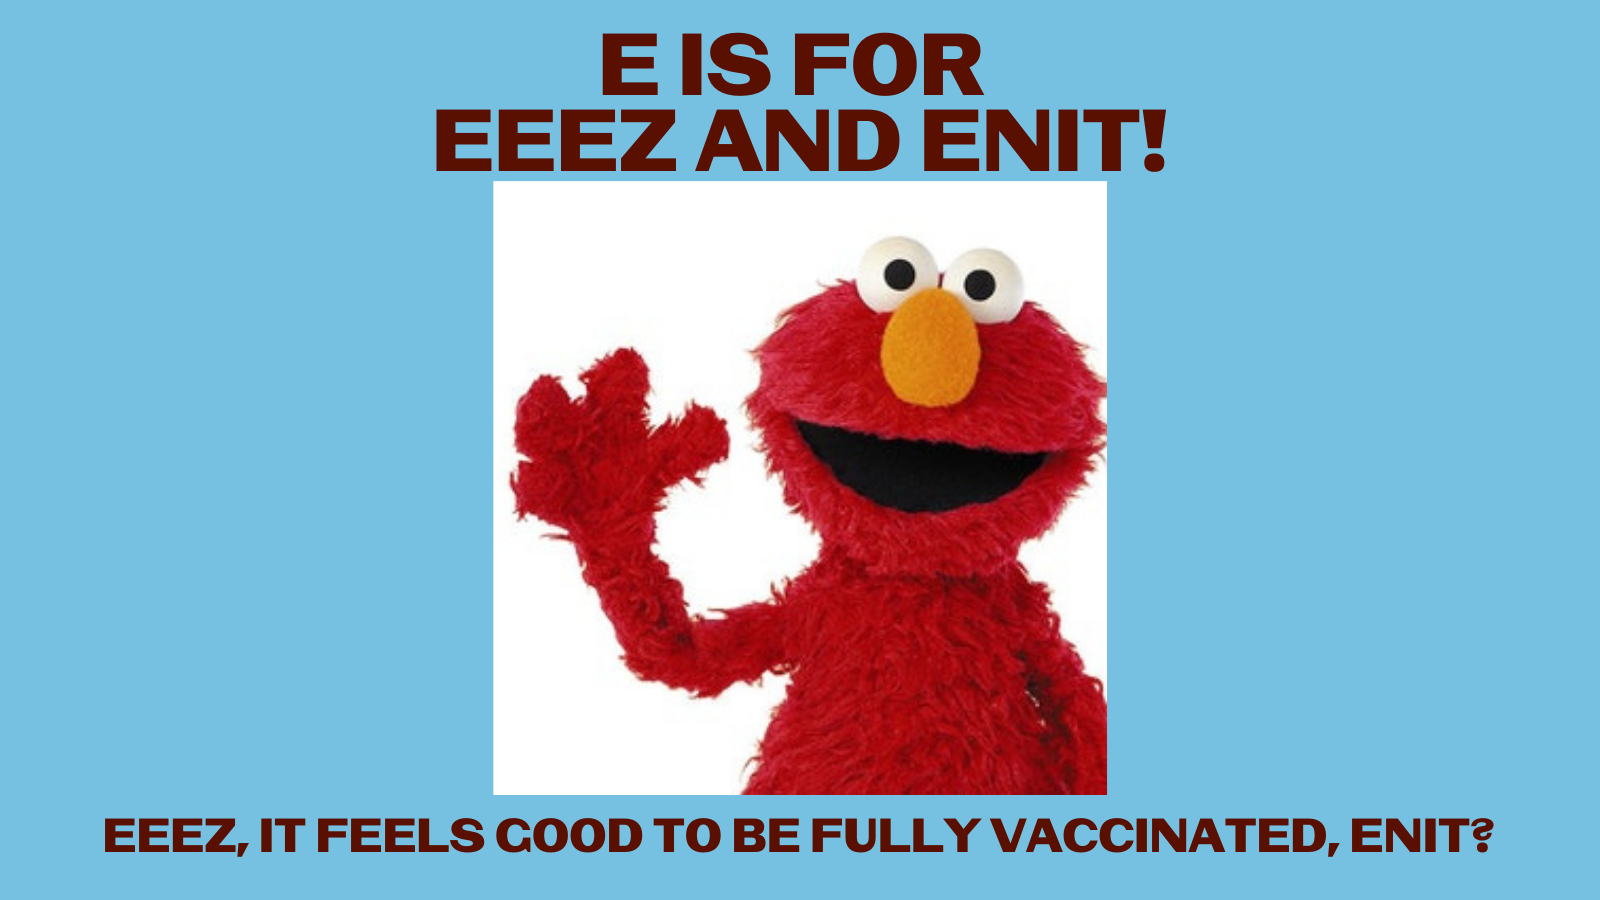 E IS FOR
EEEZ AND ENIT!
EEEZ, IT FEELS GOOD TO BE FULLY VACCINATED, ENIT?